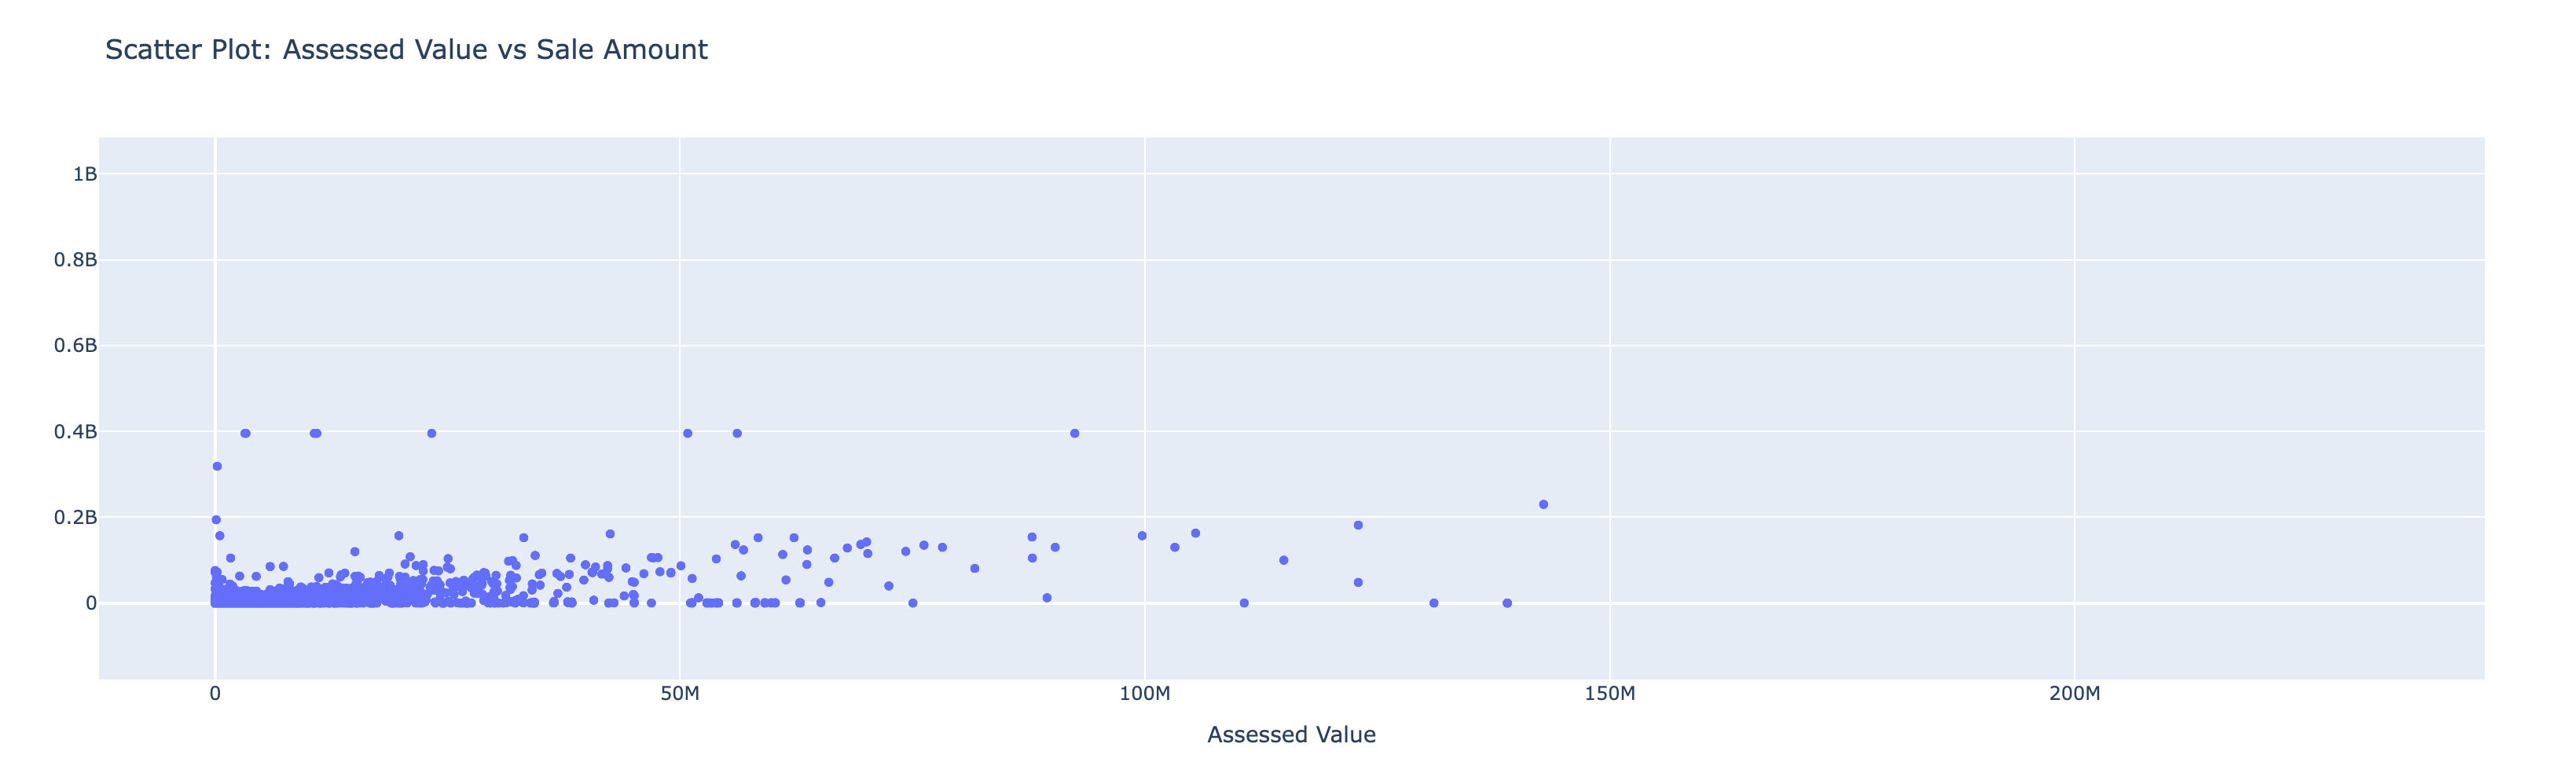 Scatter Plot: Assessed Value vs Sale Amount
1B
0.8B
0.6B
0.4B
0.2B
0
0
50M
100M
150M
200M
Assessed Value